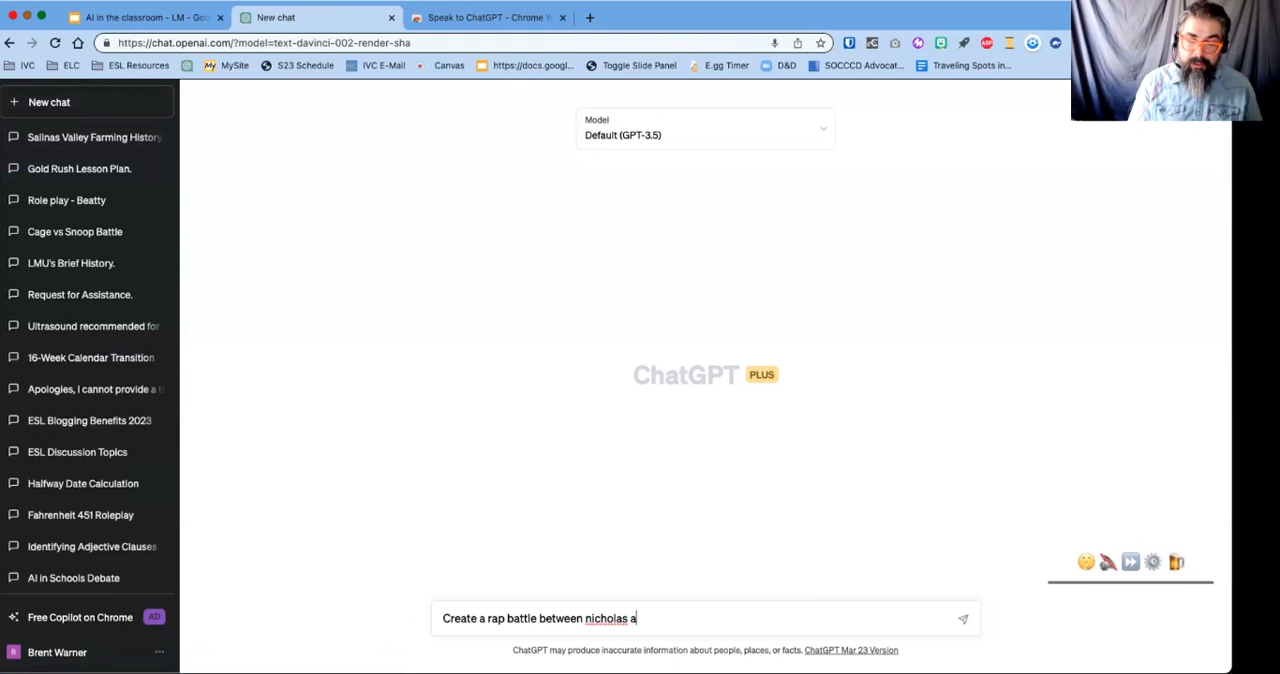 AI in the classroom - LM - Goo
New chat
Speak to ChatGPT - Chrome W
https://chat.openai.com/?model=text-davinci-002-render-sha
IVC
ELC
ESL Resources
MySite
S23 Schedule
IVC E-Mail
Canvas
https://docs.googl...
Toggle Slide Panel
E.gg Timer
D&D
SOCCCD Advocat...
Traveling Spots in...
New chat
Salinas Valley Farming History
Gold Rush Lesson Plan.
Role play - Beatty
Cage vs Snoop Battle
LMU's Brief History.
Request for Assistance.
Ultrasound recommended for
16-Week Calendar Transition
Apologies, I cannot provide a t
ESL Blogging Benefits 2023
ESL Discussion Topics
Halfway Date Calculation
Fahrenheit 451 Roleplay
Identifying Adjective Clauses
AI in Schools Debate
Free Copilot on Chrome AD
B Brent Warner
Model
Default (GPT-3.5)
ChatGPT PLUS
Create a rap battle between nicholas a
ChatGPT may produce inaccurate information about people, places, or facts. ChatGPT Mar 23 Version